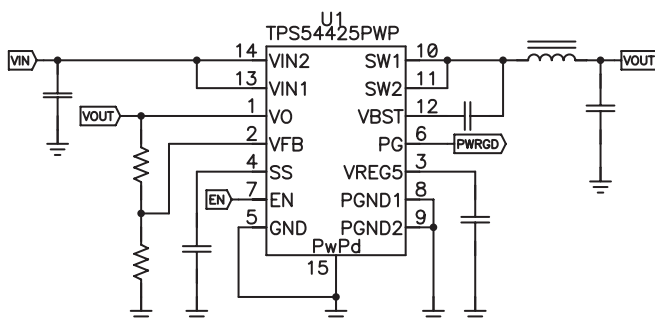 U1
TPS54425PWP
VIN
14 VIN2 SW1 10
13 VIN1 SW2 11
VOUT
VOUT 1 VO VBST 12
2 VFB PG 6 PWRGD
4 SS VREG5 3
EN 7 EN PGND1 8
5 GND PGND2 9
PwPd
15